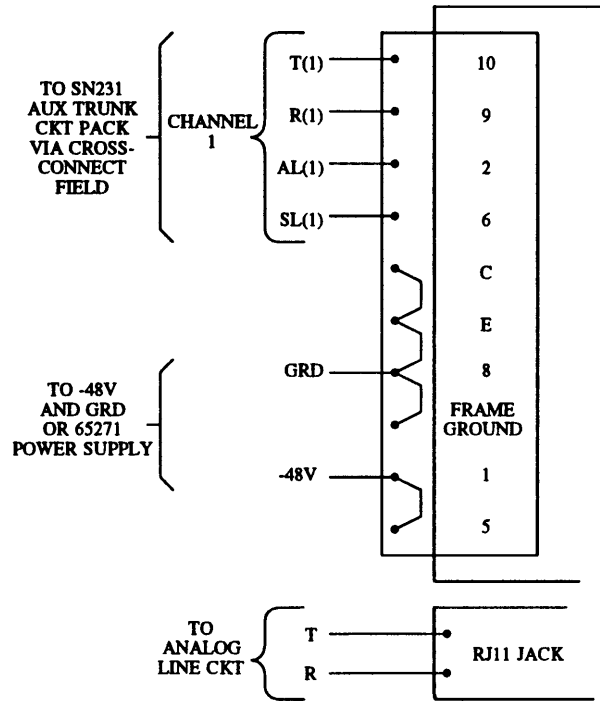 TO SN231
AUX TRUNK
CKT PACK
VIA CROSS-
CONNECT
FIELD
CHANNEL
1
T(1)
10
R(1)
9
AL(1)
2
SL(1)
6
C
E
GRD
8
FRAME
GROUND
TO -48V
AND GRD
OR 65271
POWER SUPPLY
-48V
1
5
TO
ANALOG
LINE CKT
T
R
RJ11 JACK